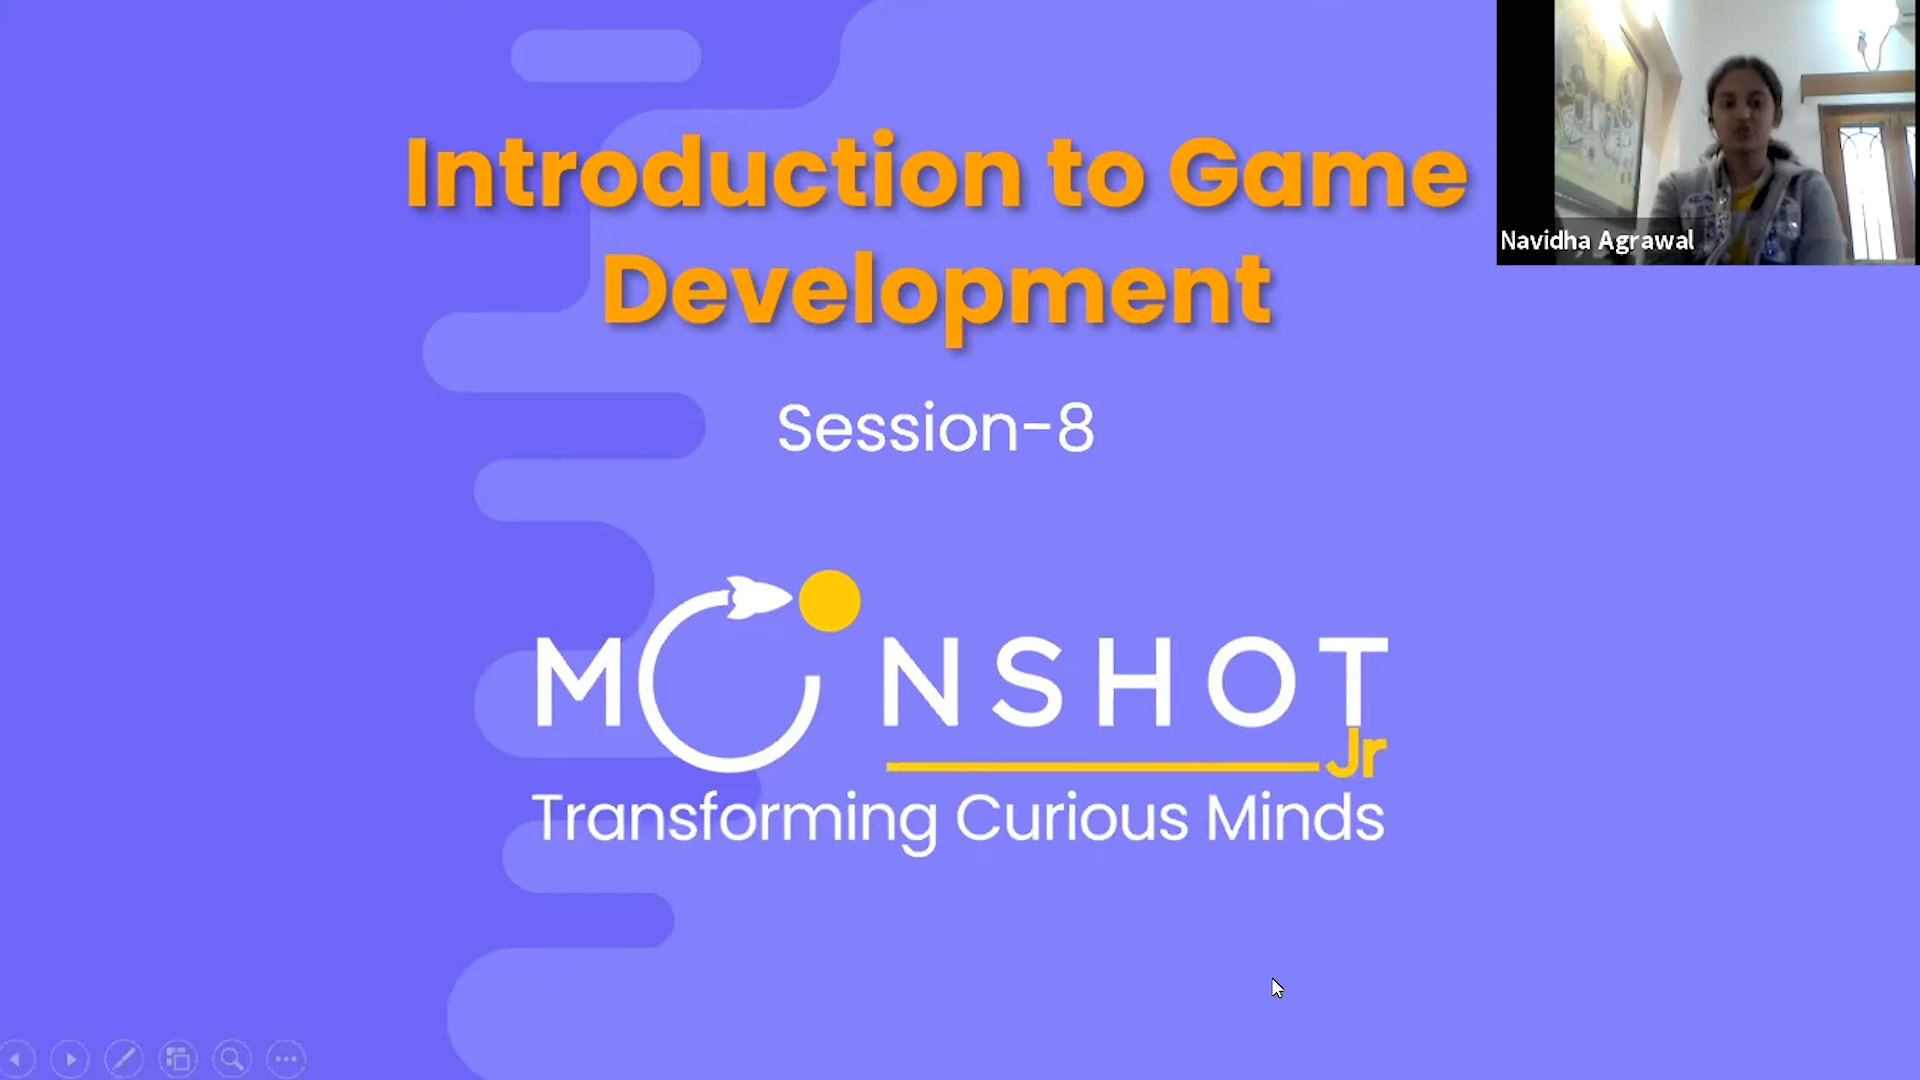 Introduction to Game
Development
Session-8
MOONSHOT
Jr
Transforming Curious Minds
Navidha Agrawal